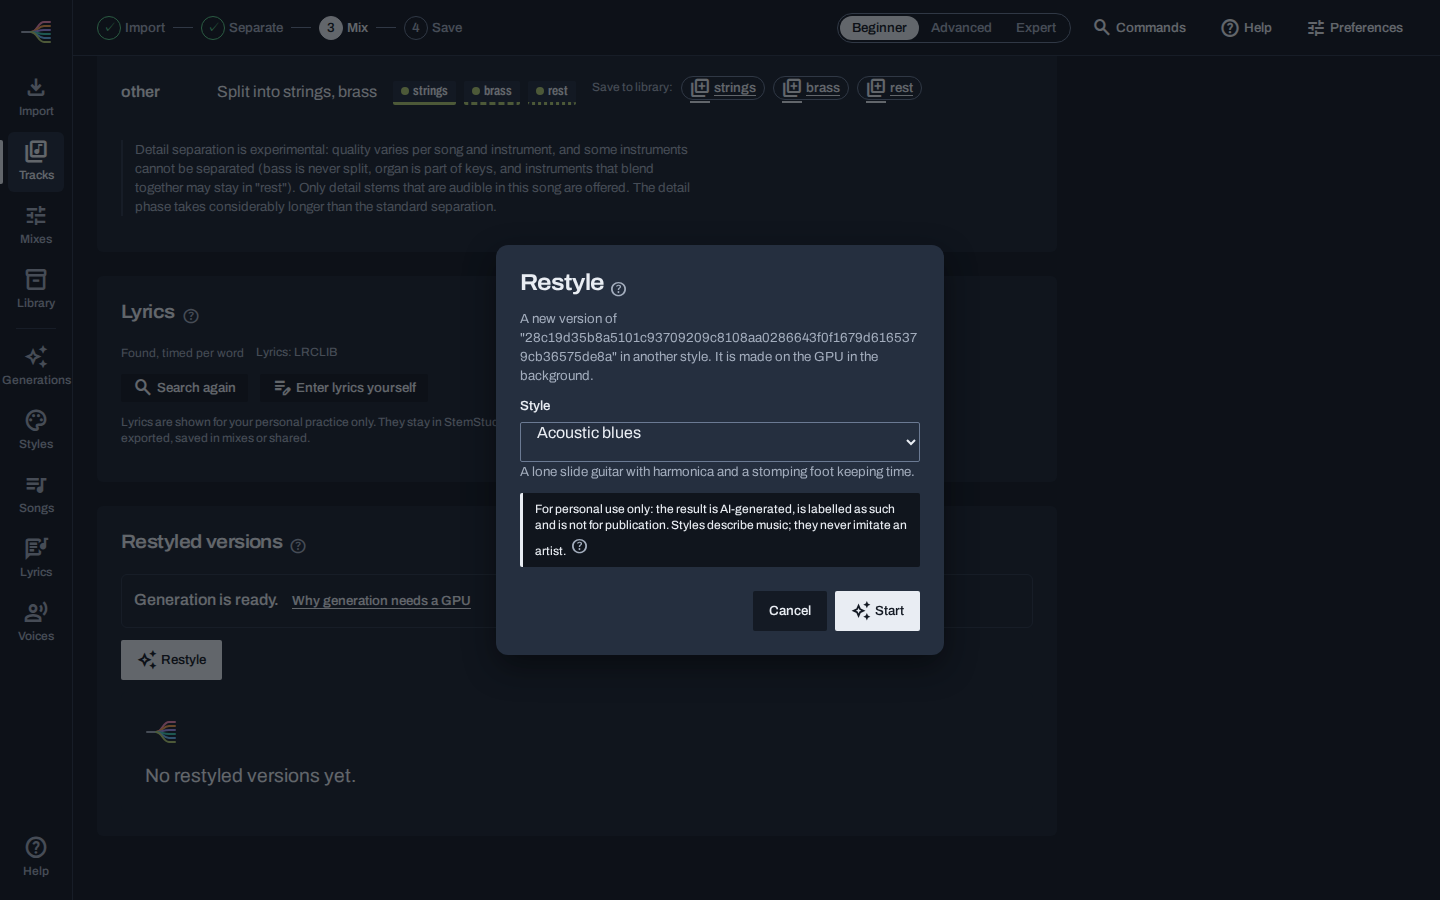 Import
Separate
3 Mix
4 Save
Beginner
Advanced
Expert
Commands
Help
Preferences
Import
Tracks
Mixes
Library
Generations
Styles
Songs
Lyrics
Voices
Help
other
Split into strings, brass
strings
brass
rest
Save to library:
strings
brass
rest
Detail separation is experimental: quality varies per song and instrument, and some instruments
cannot be separated (bass is never split, organ is part of keys, and instruments that blend
together may stay in "rest"). Only detail stems that are audible in this song are offered. The detail
phase takes considerably longer than the standard separation.
Lyrics
Found, timed per word
Lyrics: LRCLIB
Search again
Enter lyrics yourself
Lyrics are shown for your personal practice only. They stay in StemStu
exported, saved in mixes or shared.
Restyled versions
Generation is ready.
Why generation needs a GPU
Restyle
No restyled versions yet.
Restyle
A new version of
"28c19d35b8a5101c93709209c8108aa0286643f0f1679d616537
9cb36575de8a" in another style. It is made on the GPU in the
background.
Style
Acoustic blues
A lone slide guitar with harmonica and a stomping foot keeping time.
For personal use only: the result is AI-generated, is labelled as such
and is not for publication. Styles describe music; they never imitate an
artist.
Cancel
Start